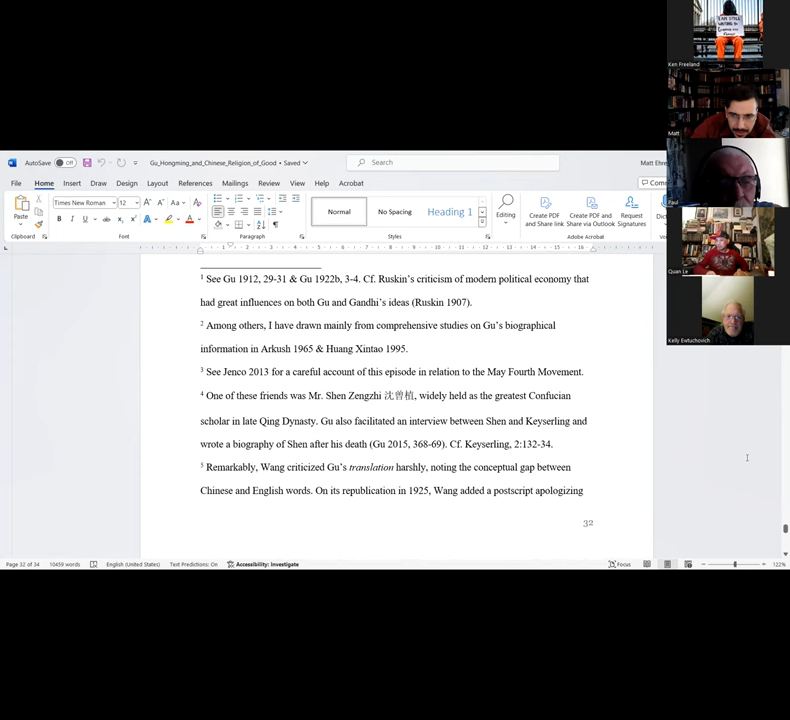 I AM STILL
Ken Freeland
Matt
Paul
Quan Le
Kelly Extuchovich
AutoSave Off
Gu_Hongming_and_Chinese_Religion_of_Good • Saved
Search
Matt Ehre
File Home Insert Draw Design Layout References Mailings Review View Help Acrobat
Comm
Paste
Times New Roman 12
Normal
No Spacing
Heading 1
Editing
Create PDF and Share link
Create PDF and Share via Outlook
Request Signatures
Dict
Clipboard
Font
Paragraph
Styles
Adobe Acrobat
1 See Gu 1912, 29-31 & Gu 1922b, 3-4. Cf. Ruskin's criticism of modern political economy that
had great influences on both Gu and Gandhi's ideas (Ruskin 1907).
2 Among others, I have drawn mainly from comprehensive studies on Gu's biographical
information in Arkush 1965 & Huang Xintao 1995.
3 See Jenco 2013 for a careful account of this episode in relation to the May Fourth Movement.
4 One of these friends was Mr. Shen Zengzhi 沈曾植, widely held as the greatest Confucian
scholar in late Qing Dynasty. Gu also facilitated an interview between Shen and Keyserling and
wrote a biography of Shen after his death (Gu 2015, 368-69). Cf. Keyserling, 2:132-34.
5 Remarkably, Wang criticized Gu's translation harshly, noting the conceptual gap between
Chinese and English words. On its republication in 1925, Wang added a postscript apologizing
32
Page 32 of 34 10459 words English (United States) Text Predictions: On Accessibility: Investigate
Focus
122%